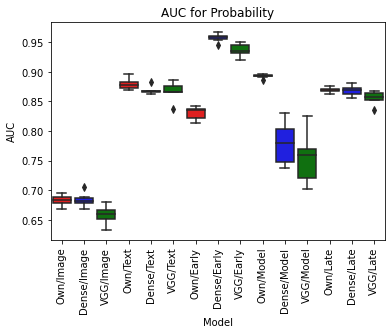 AUC for Probability
AUC
0.95
0.90
0.85
0.80
0.75
0.70
0.65
Own/Image
Dense/Image
VGG/Image
Own/Text
Dense/Text
VGG/Text
Own/Early
Dense/Early
VGG/Early
Own/Model
Dense/Model
VGG/Model
Own/Late
Dense/Late
VGG/Late
Model